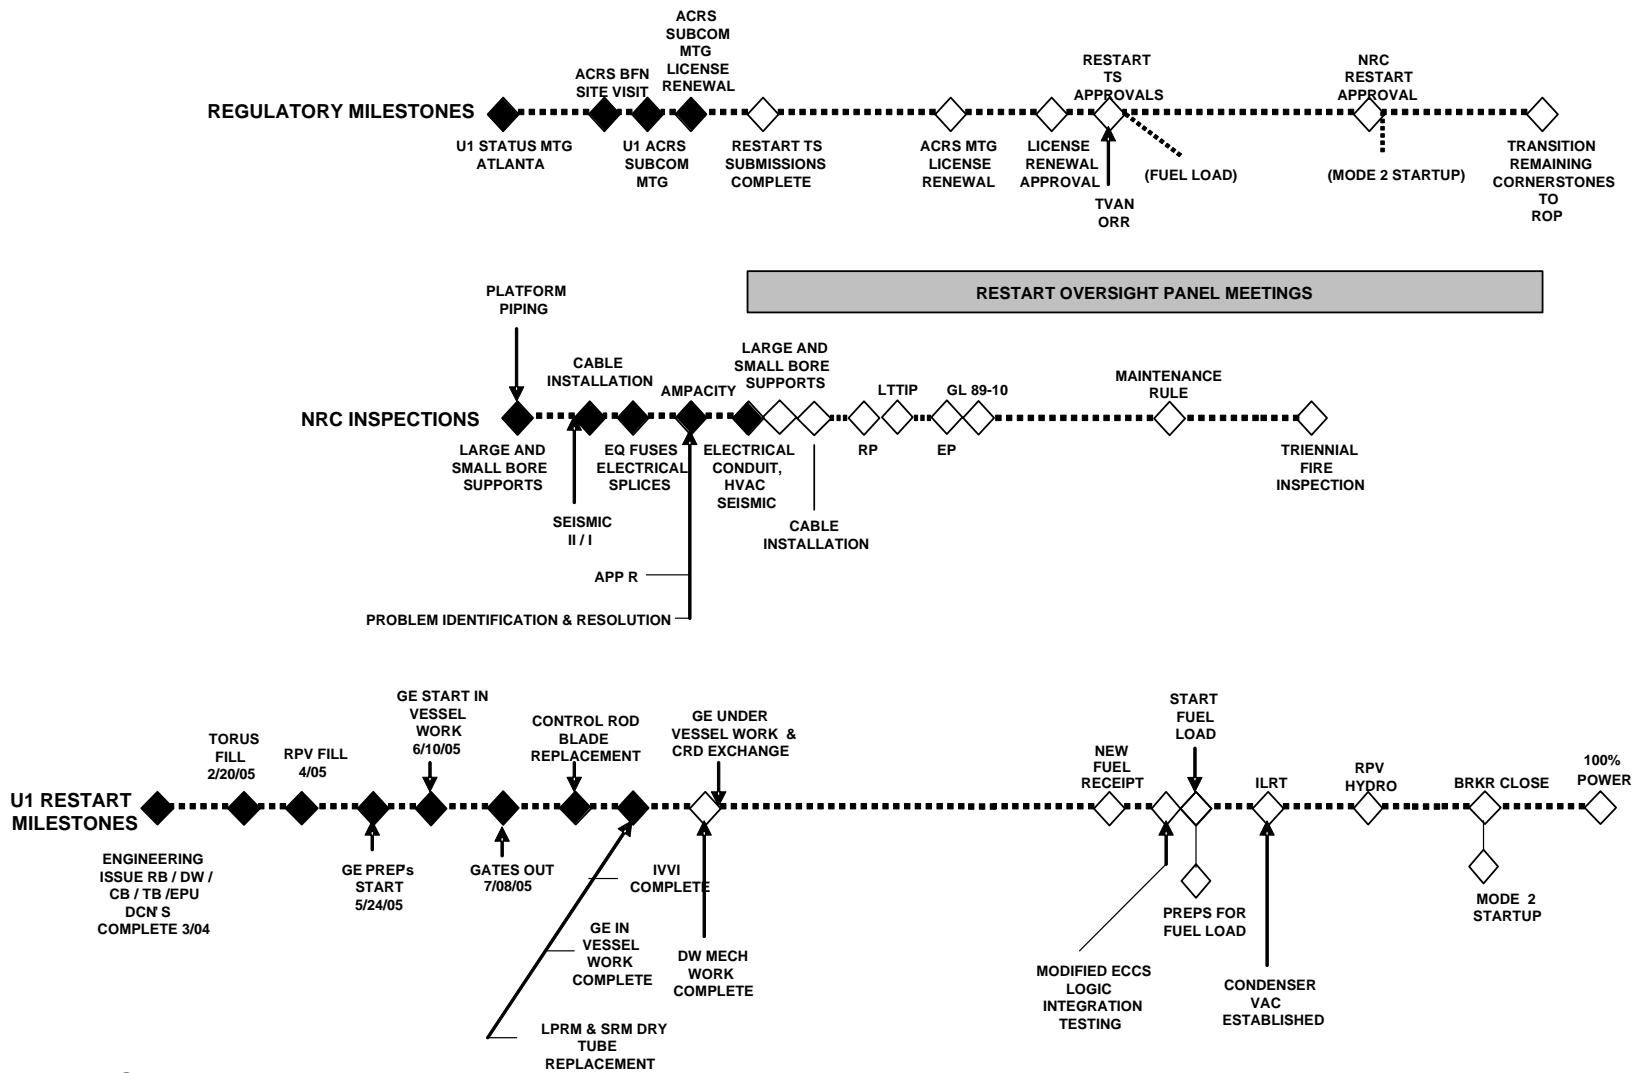 ACRS
SUBCOM
MTG
LICENSE
RENEWAL
ACRS BFN
SITE VISIT
RESTART
TS
APPROVALS
NRC
RESTART
APPROVAL
REGULATORY MILESTONES
U1 STATUS MTG
ATLANTA
U1 ACRS
SUBCOM
MTG
RESTART TS
SUBMISSIONS
COMPLETE
ACRS MTG
LICENSE
RENEWAL
LICENSE
RENEWAL
APPROVAL
TVAN
ORR
(FUEL LOAD)
(MODE 2 STARTUP)
TRANSITION
REMAINING
CORNERSTONES
TO
ROP
RESTART OVERSIGHT PANEL MEETINGS
PLATFORM
PIPING
CABLE
INSTALLATION
AMPACITY
LARGE AND
SMALL BORE
SUPPORTS
LTTIP
GL 89-10
MAINTENANCE
RULE
NRC INSPECTIONS
LARGE AND
SMALL BORE
SUPPORTS
SEISMIC
II / I
EQ FUSES
ELECTRICAL
SPLICES
ELECTRICAL
CONDUIT,
HVAC
SEISMIC
CABLE
INSTALLATION
RP
EP
TRIENNIAL
FIRE
INSPECTION
APP R
PROBLEM IDENTIFICATION & RESOLUTION
TORUS
FILL
2/20/05
RPV FILL
4/05
GE START IN
VESSEL
WORK
6/10/05
CONTROL ROD
BLADE
REPLACEMENT
GE UNDER
VESSEL WORK &
CRD EXCHANGE
NEW
FUEL
RECEIPT
START
FUEL
LOAD
ILRT
RPV
HYDRO
BRKR CLOSE
100%
POWER
U1 RESTART
MILESTONES
ENGINEERING
ISSUE RB / DW /
CB / TB /EPU
DCN'S
COMPLETE 3/04
GE PREP's
START
5/24/05
GATES OUT
7/08/05
IVVI
COMPLETE
GE IN
VESSEL
WORK
COMPLETE
LPRM & SRM DRY
TUBE
REPLACEMENT
DW MECH
WORK
COMPLETE
MODIFIED ECCS
LOGIC
INTEGRATION
TESTING
PREPS FOR
FUEL LOAD
CONDENSER
VAC
ESTABLISHED
MODE 2
STARTUP